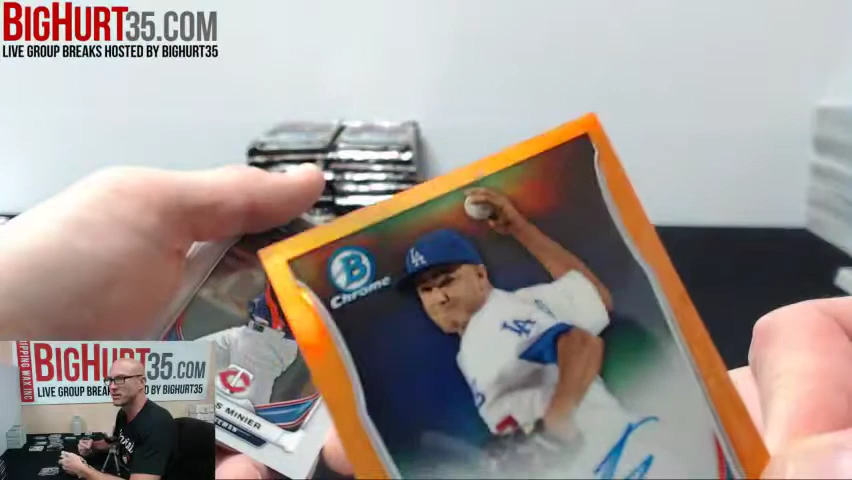 BIGHURT35.COM
LIVE GROUP BREAKS HOSTED BY BIGHURT35
B
Chrome
LA
LA
BIGHURT35.COM
LIVE GROUP BREAKS HOSTED BY BIGHURT35
S MINIER